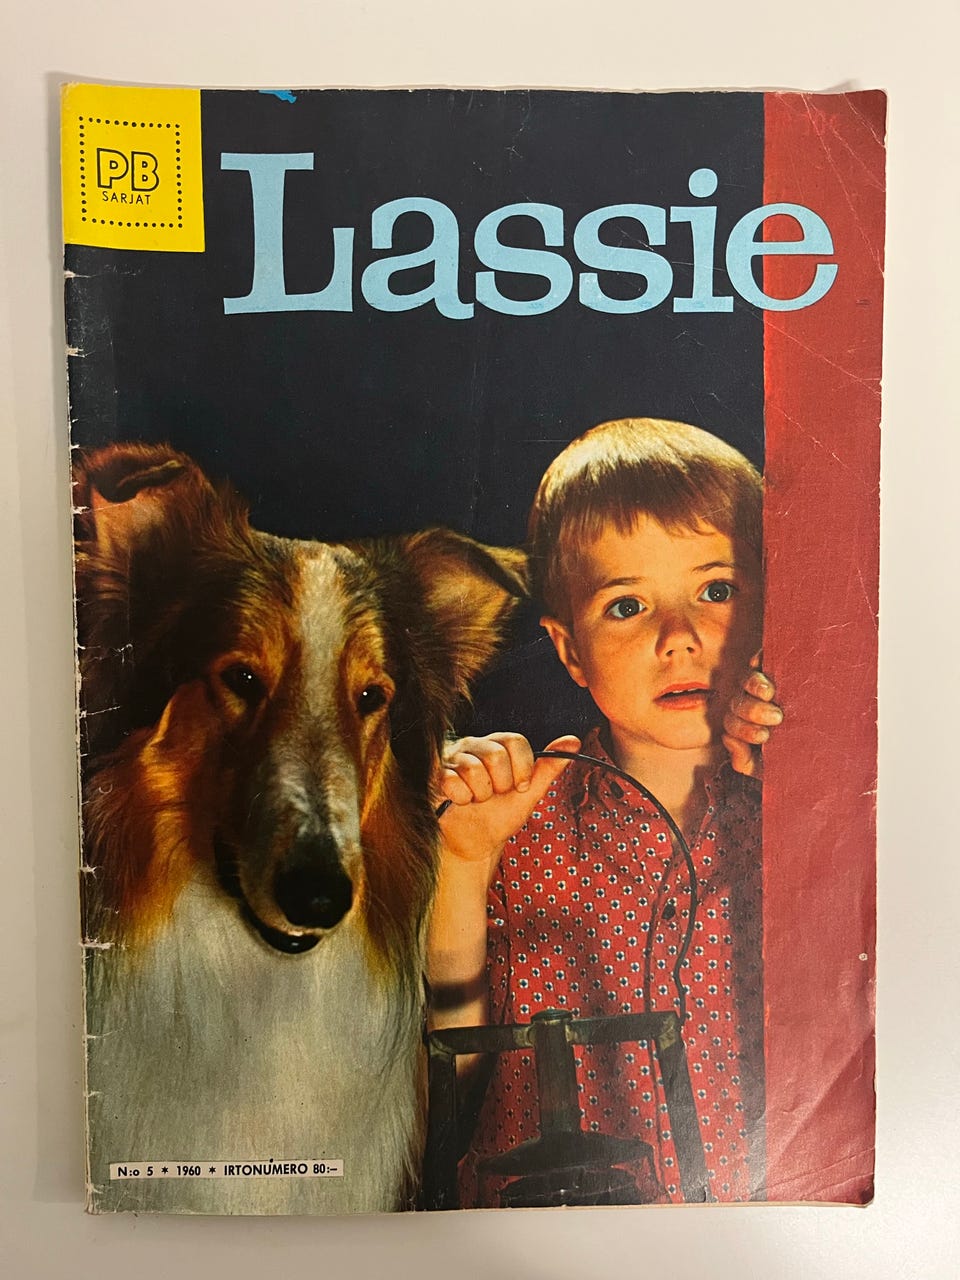 PB
SARJAT
Lassie
N:o 5 * 1960 * IRTONUMERO 80:–